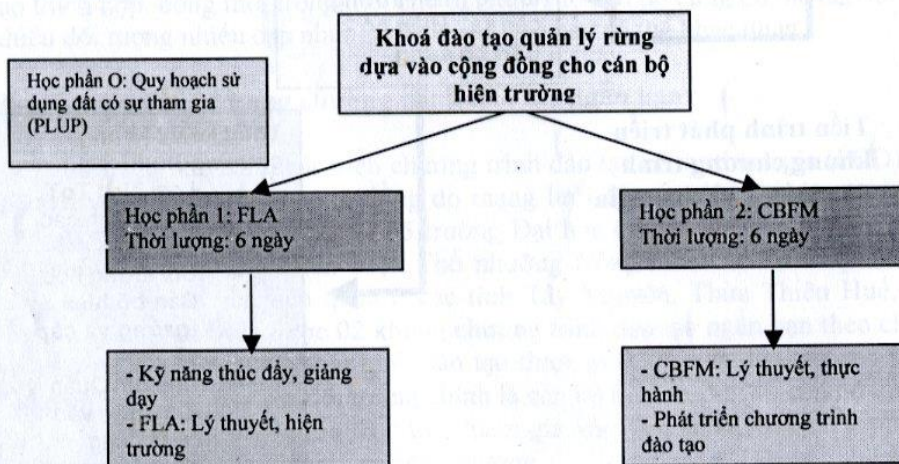 Khoá đào tạo quản lý rừng
dựa vào cộng đồng cho cán bộ
hiện trường
Học phần O: Quy hoạch sử
dụng đất có sự tham gia
(PLUP)
Học phần 1: FLA
Thời lượng: 6 ngày
Học phần 2: CBFM
Thời lượng: 6 ngày
- Kỹ năng thúc đẩy, giảng
dạy
- FLA: Lý thuyết, hiện
trường
- CBFM: Lý thuyết, thực
hành
- Phát triển chương trình
đào tạo